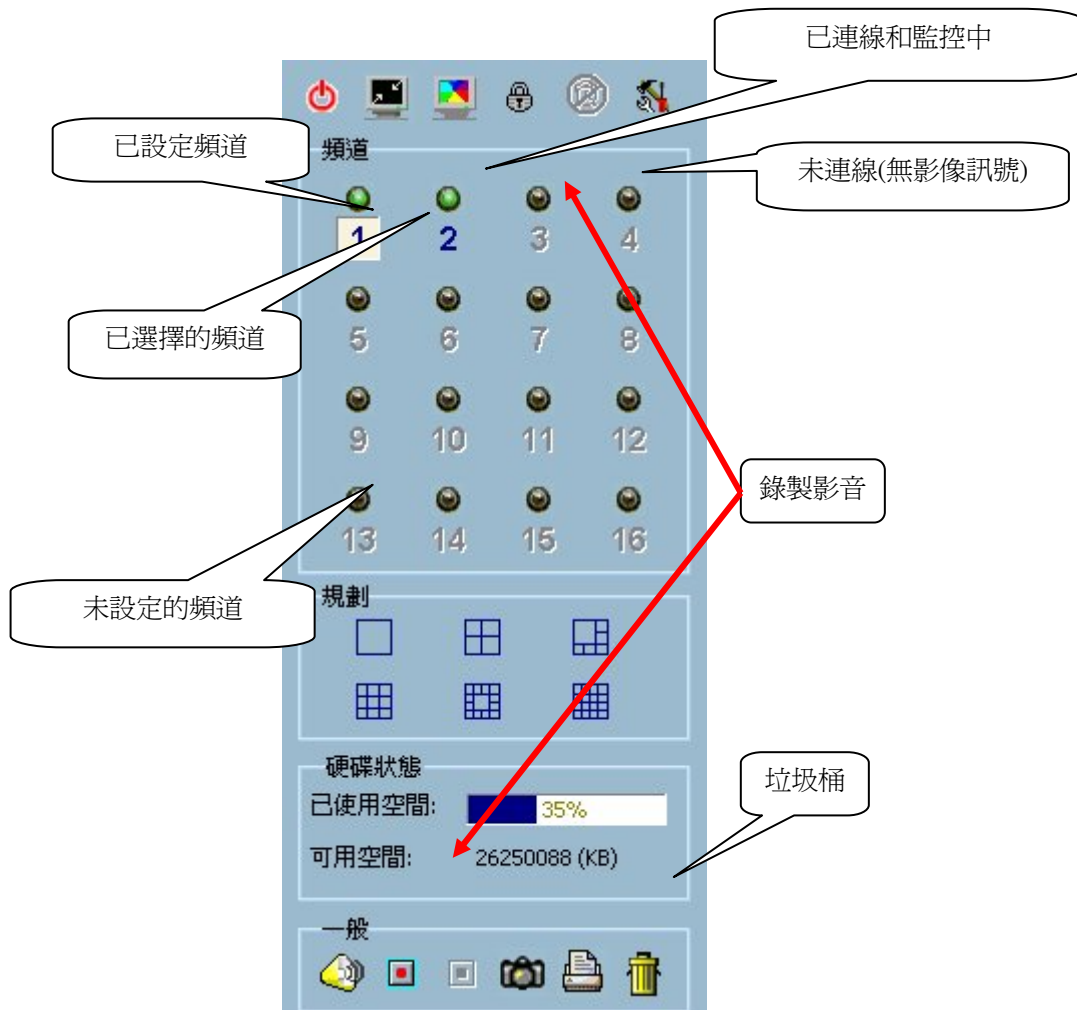 已連線和監控中
已設定頻道
頻道
未連線(無影像訊號)
1 2 3 4
已選擇的頻道
5 6 7 8
9 10 11 12
錄製影音
13 14 15 16
未設定的頻道
規劃
硬碟狀態
垃圾桶
已使用空間: 35%
可用空間: 26250088 (KB)
一般